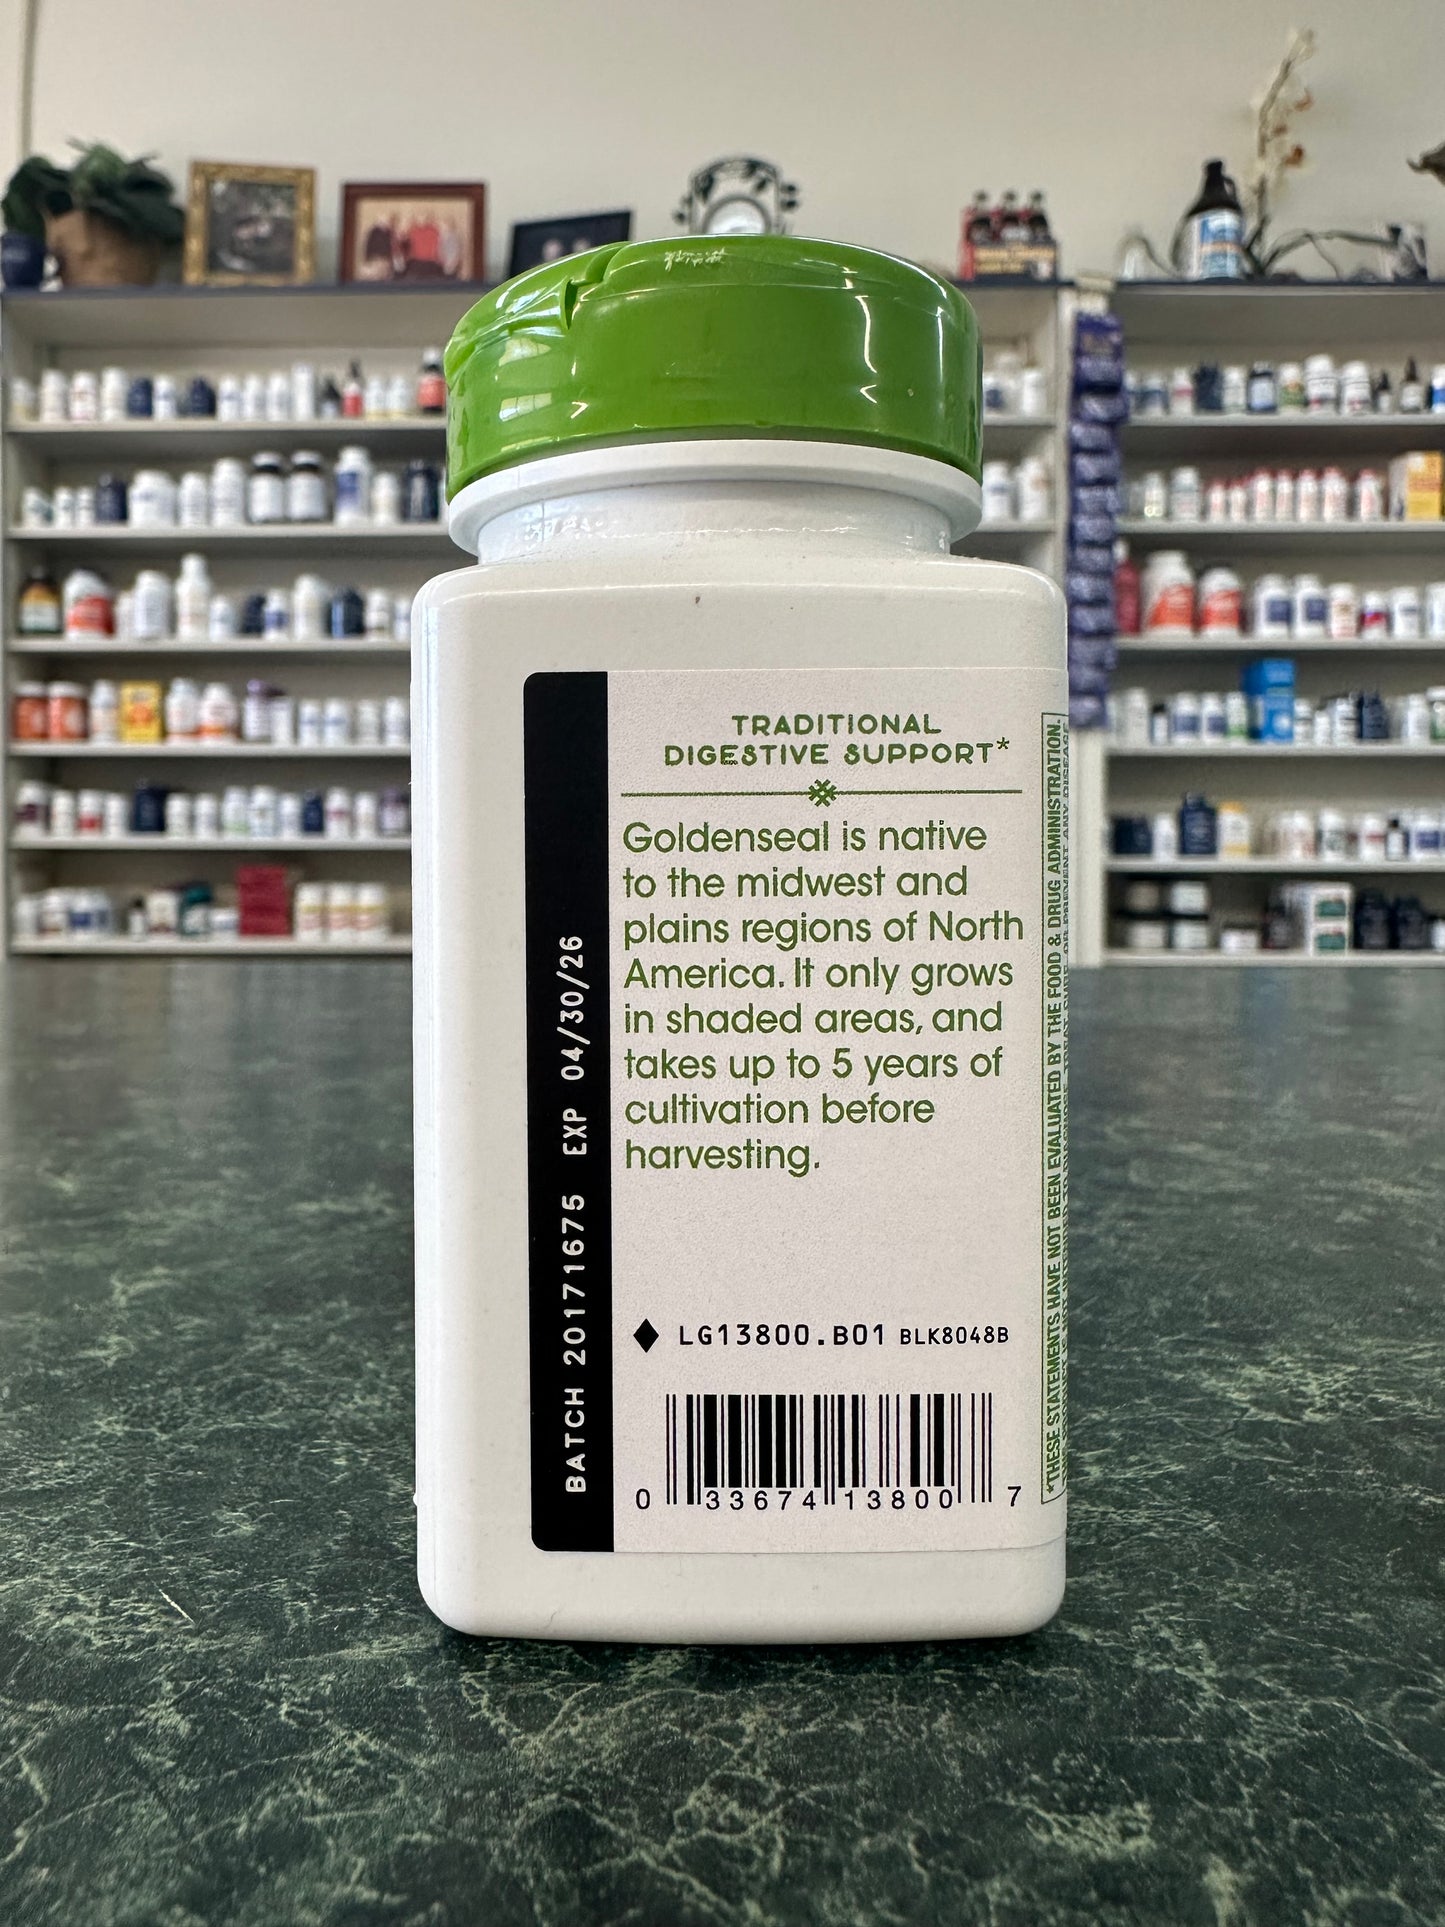 TRADITIONAL
DIGESTIVE SUPPORT*
Goldenseal is native
to the midwest and
plains regions of North
America. It only grows
in shaded areas, and
takes up to 5 years of
cultivation before
harvesting.
LG13800.B01 BLK8048B
0 33674 13800 7
BATCH 20171675 EXP 04/30/26
*THESE STATEMENTS HAVE NOT BEEN EVALUATED BY THE FOOD & DRUG ADMINISTRATION.